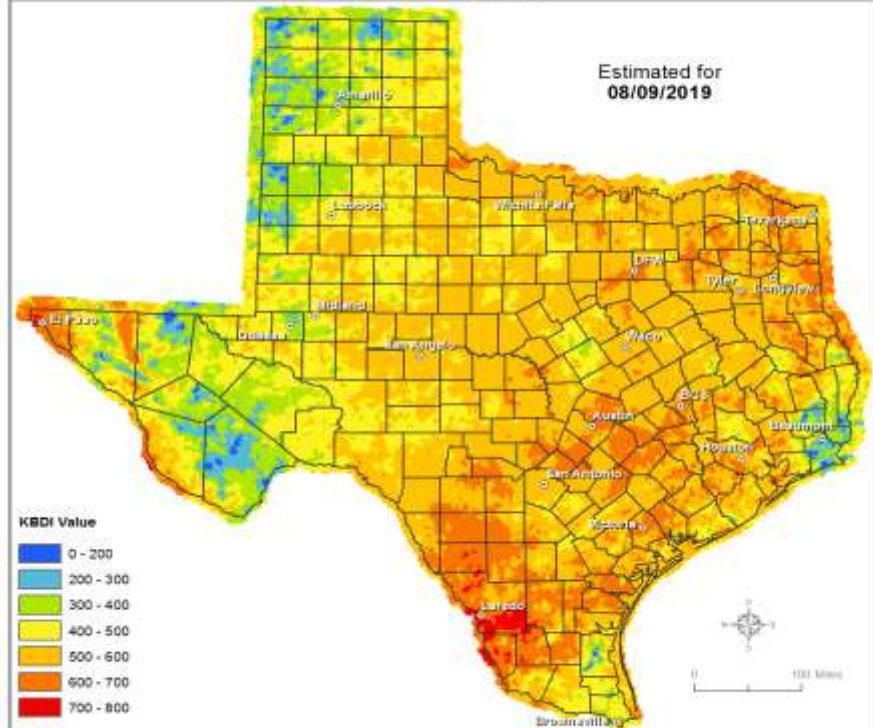 Estimated for
08/09/2019
Amarillo
Lubbock
Wichita Falls
Texarkana
DFW
Tyler
Longview
El Paso
Midland
Odessa
San Angelo
Waco
BCS
Austin
Beaumont
Houston
San Antonio
Victoria
Laredo
Brownsville
KBDI Value
0 - 200
200 - 300
300 - 400
400 - 500
500 - 600
600 - 700
700 - 800
0 100 Miles